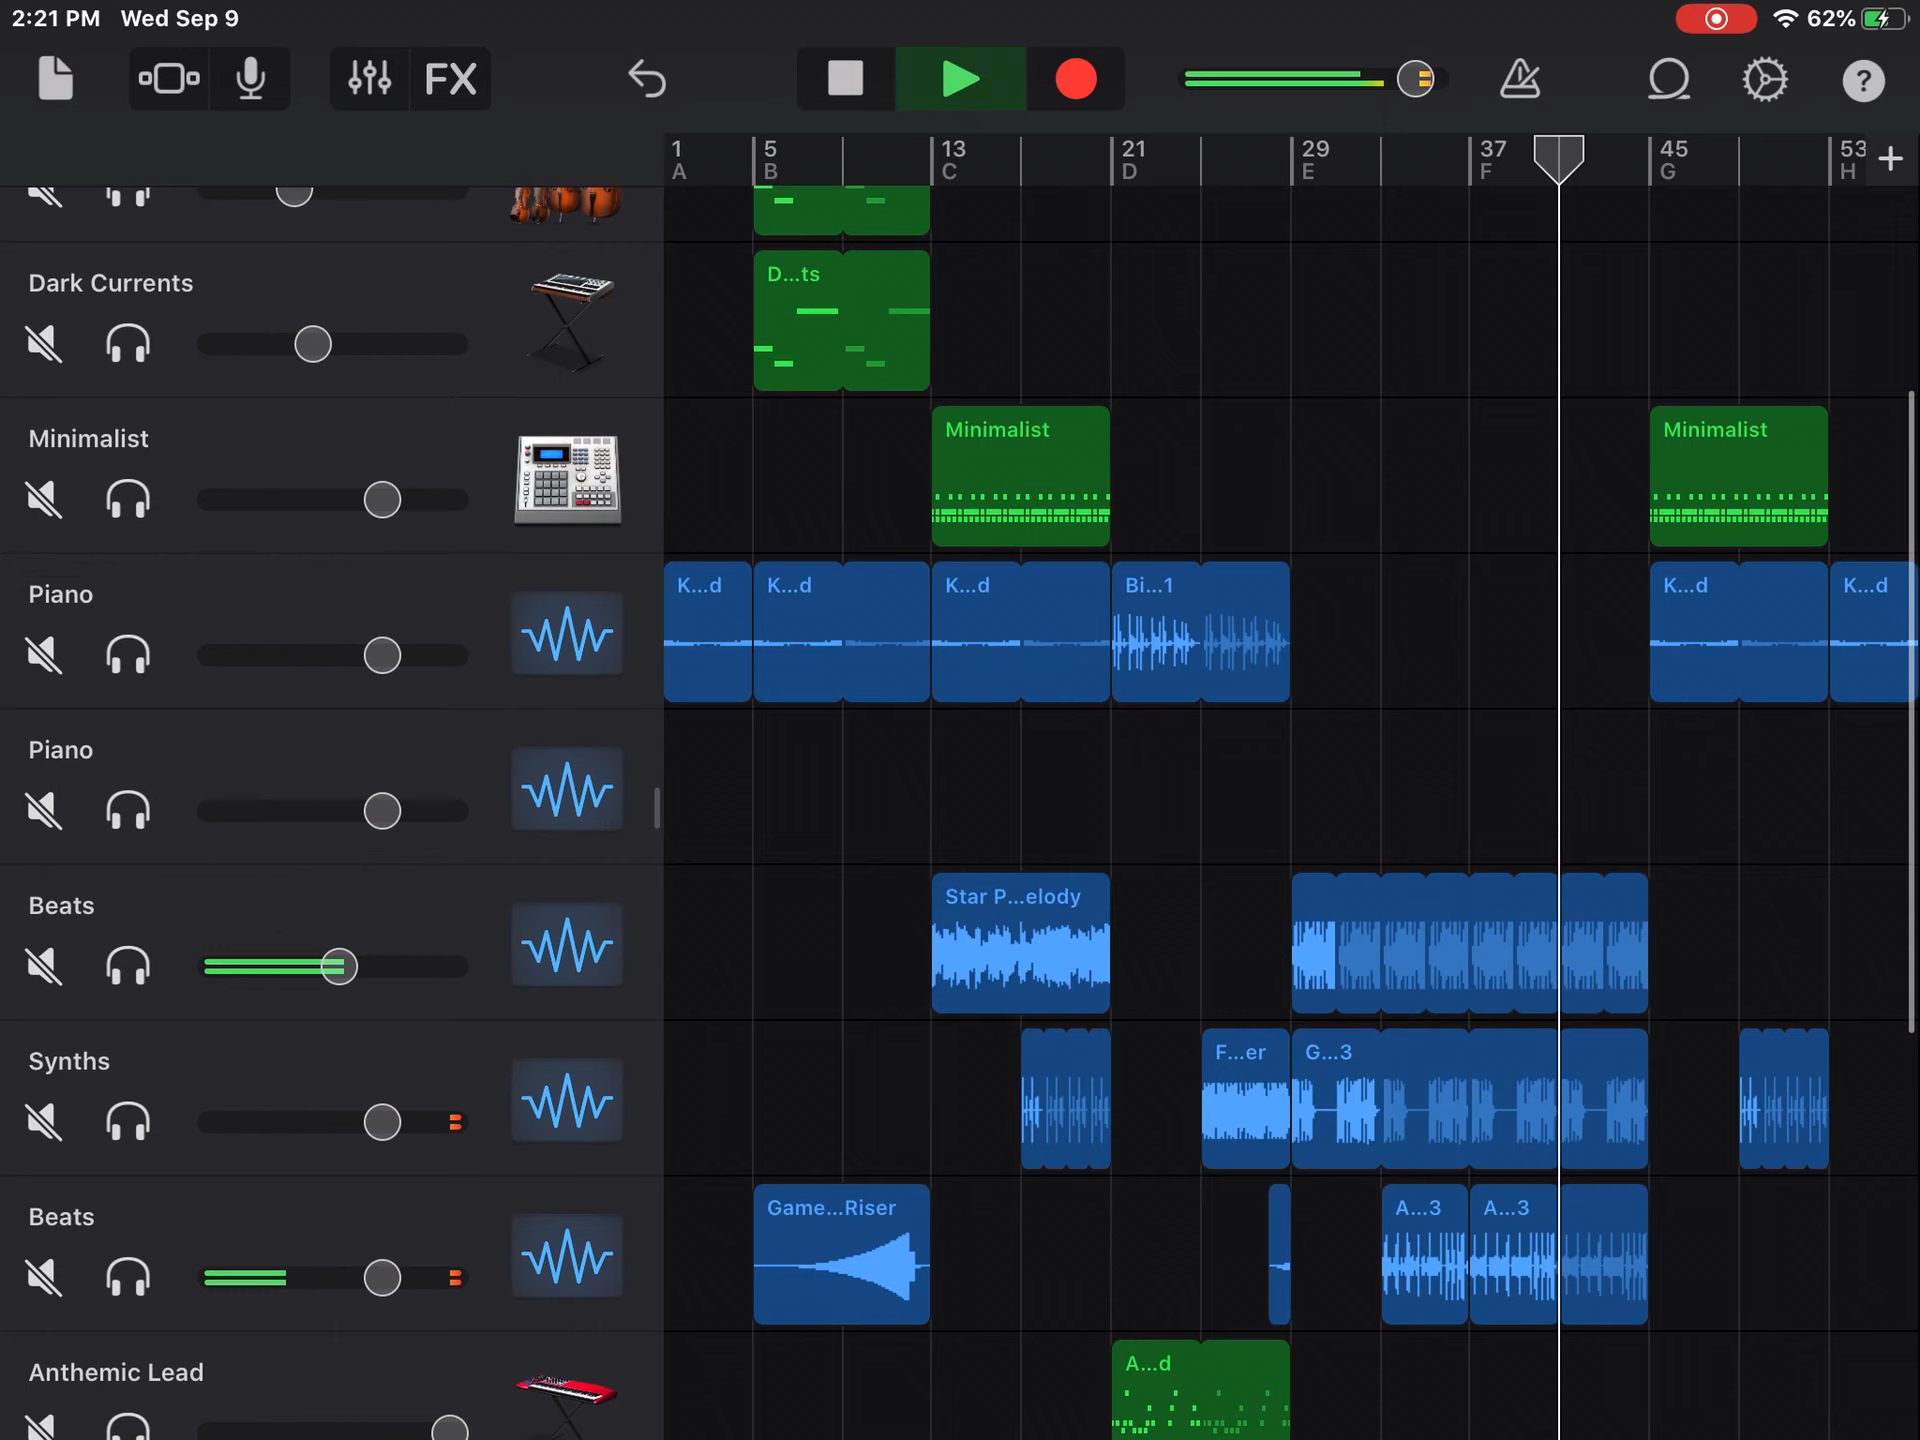 2:21 PM Wed Sep 9
62%
FX
?
1 5 13 21 29 37 45 53
A B C D E F G H +
Dark Currents
D...ts
Minimalist
Minimalist
Minimalist
Piano
K...d
K...d
K...d
Bi...1
K...d
K...d
Piano
Beats
Star P...elody
Synths
F...er
G...3
Beats
Game...Riser
A...3
A...3
Anthemic Lead
A...d